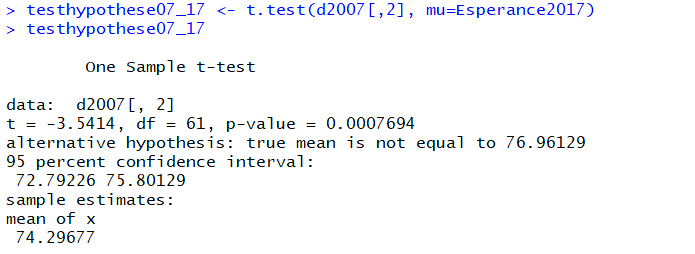 > testhypothese07_17 <- t.test(d2007[,2], mu=Esperance2017)
> testhypothese07_17
One Sample t-test
data:  d2007[, 2]
t = -3.5414, df = 61, p-value = 0.0007694
alternative hypothesis: true mean is not equal to 76.96129
95 percent confidence interval:
72.79226 75.80129
sample estimates:
mean of x
74.29677